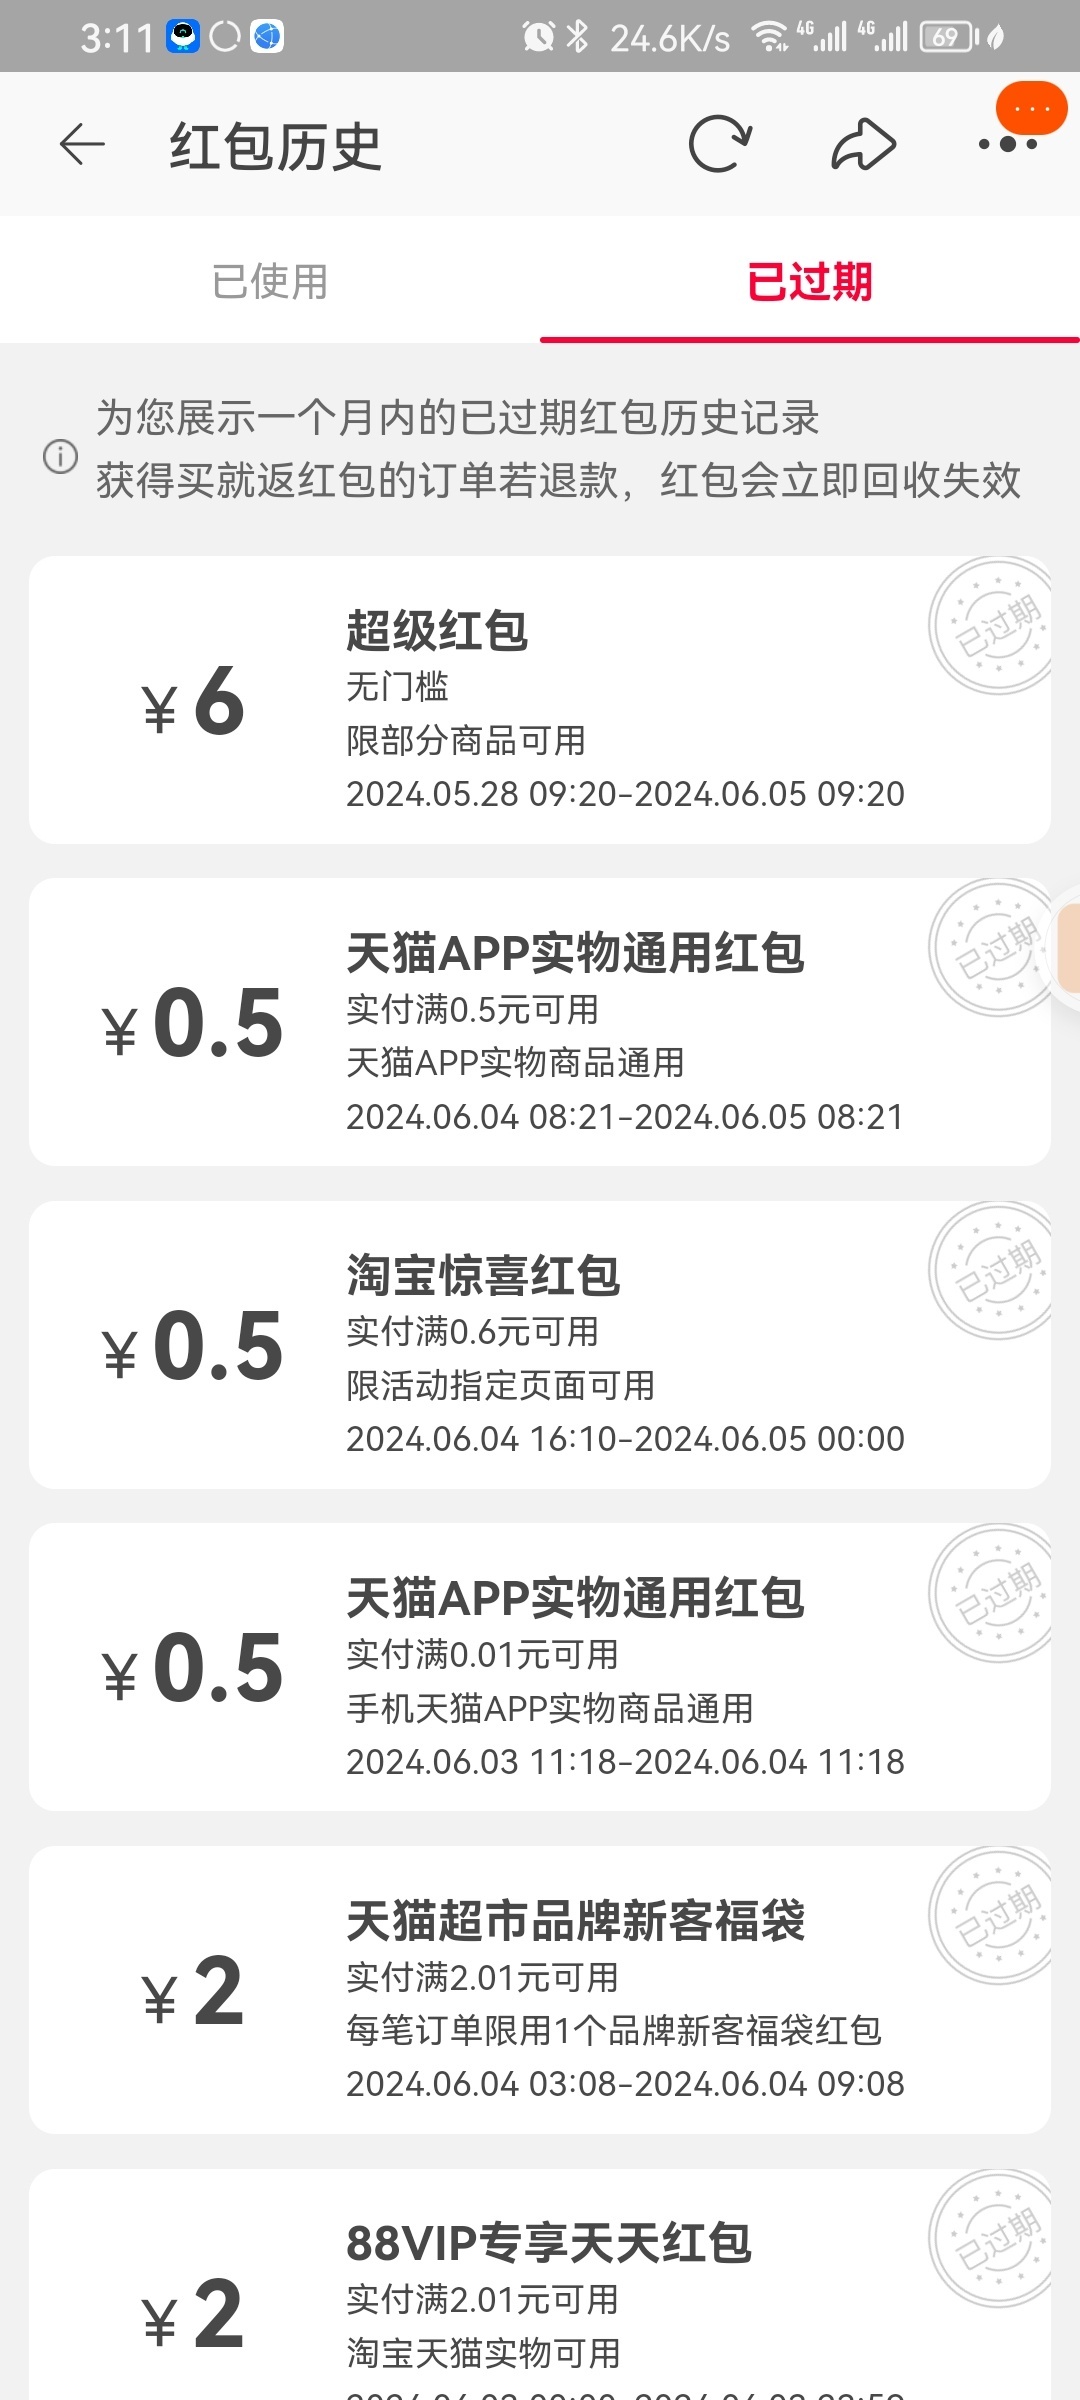 3:11
24.6K/s
4G
4G
69
红包历史
已使用
已过期
为您展示一个月内的已过期红包历史记录
获得买就返红包的订单若退款，红包会立即回收失效
已过期
超级红包
¥ 6
无门槛
限部分商品可用
2024.05.28 09:20-2024.06.05 09:20
已过期
天猫APP实物通用红包
¥ 0.5
实付满0.5元可用
天猫APP实物商品通用
2024.06.04 08:21-2024.06.05 08:21
已过期
淘宝惊喜红包
¥ 0.5
实付满0.6元可用
限活动指定页面可用
2024.06.04 16:10-2024.06.05 00:00
已过期
天猫APP实物通用红包
¥ 0.5
实付满0.01元可用
手机天猫APP实物商品通用
2024.06.03 11:18-2024.06.04 11:18
已过期
天猫超市品牌新客福袋
¥ 2
实付满2.01元可用
每笔订单限用1个品牌新客福袋红包
2024.06.04 03:08-2024.06.04 09:08
已过期
88VIP专享天天红包
¥ 2
实付满2.01元可用
淘宝天猫实物可用